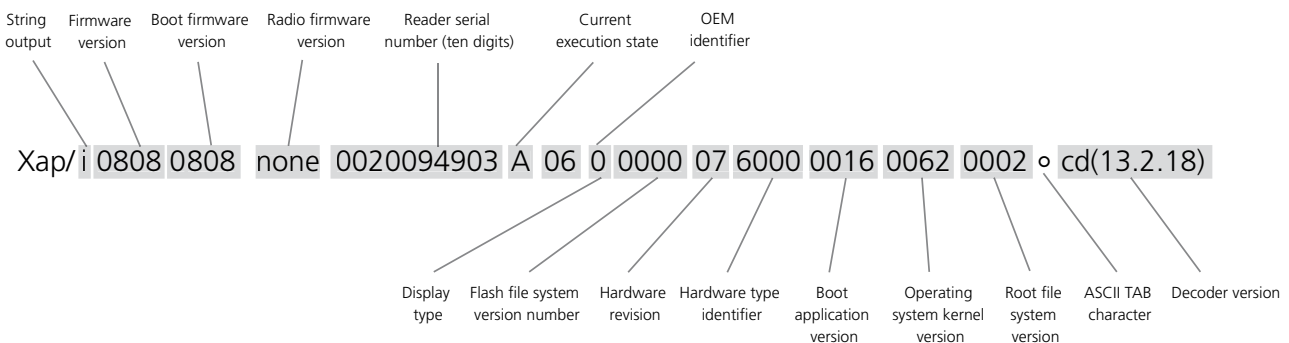 String output
Firmware version
Boot firmware version
Radio firmware version
Reader serial number (ten digits)
Current execution state
OEM identifier
Xap/ i 0808 0808 none 0020094903 A 06 0 0000 07 6000 0016 0062 0002 ○ cd(13.2.18)
Display type
Flash file system version number
Hardware revision
Hardware type identifier
Boot application version
Operating system kernel version
Root file system version
ASCII TAB character
Decoder version